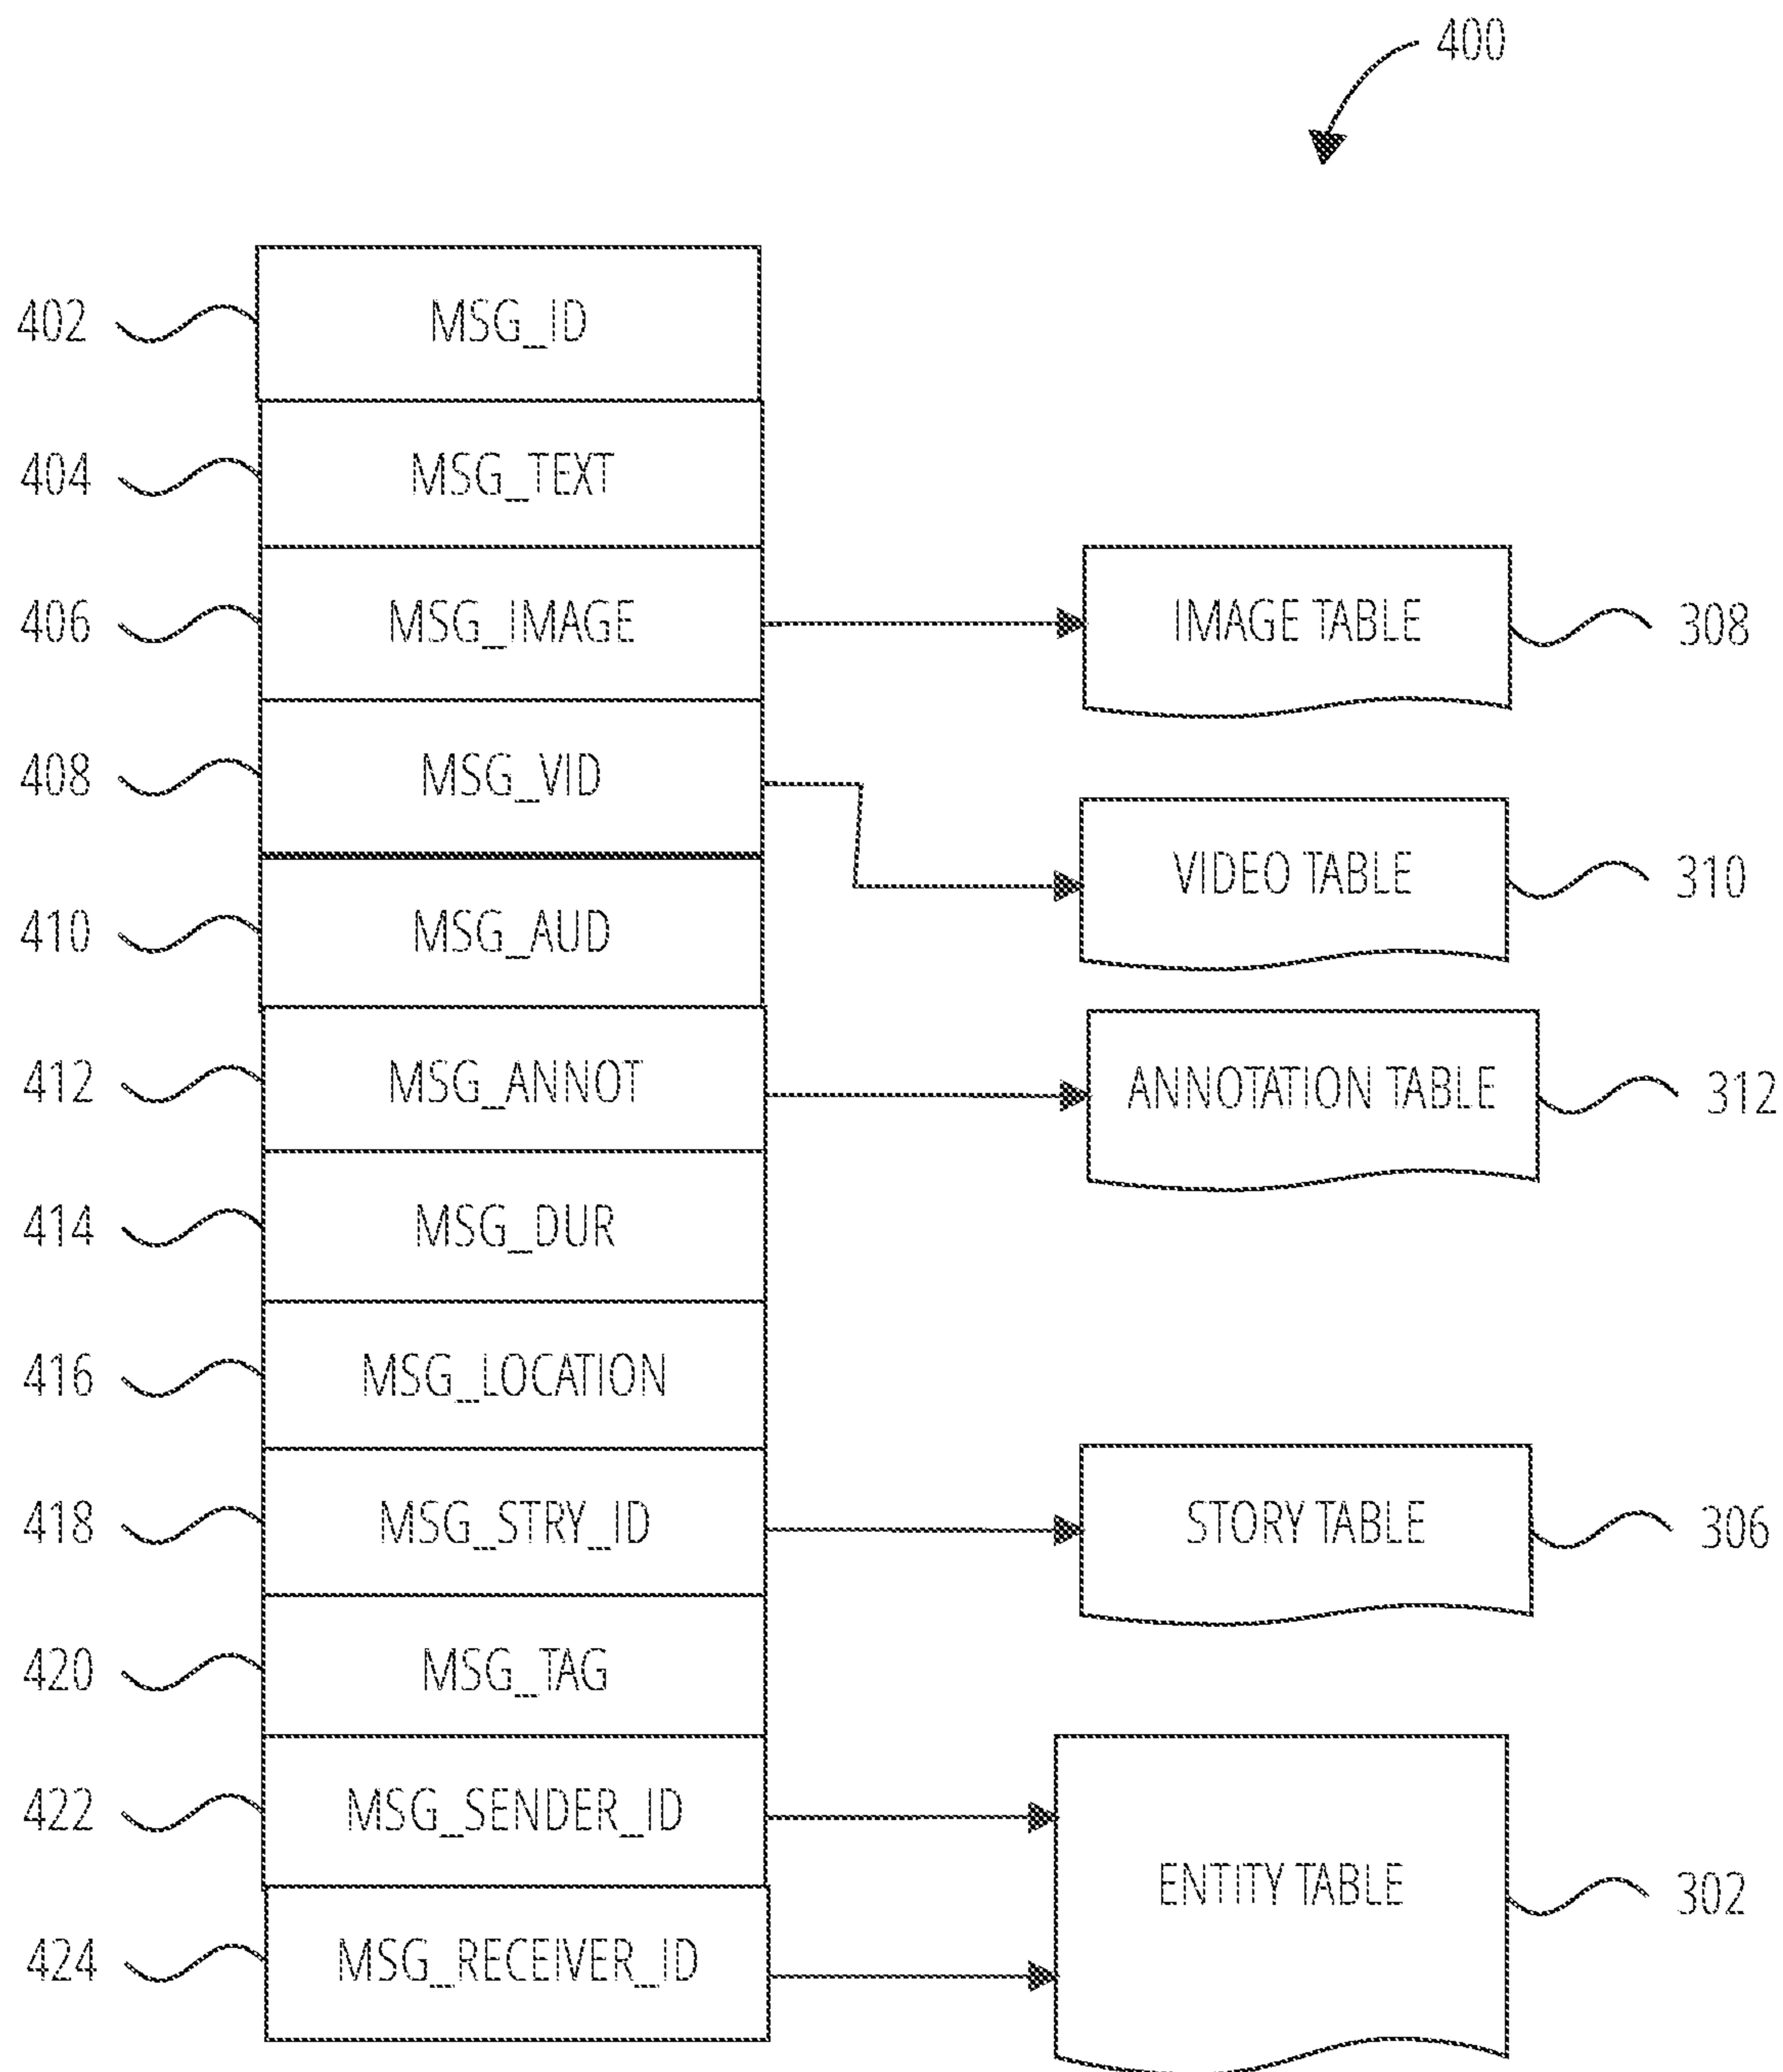 400
402 MSG_ID
404 MSG_TEXT
406 MSG_IMAGE IMAGE TABLE 308
408 MSG_VID
VIDEO TABLE 310
410 MSG_AUD
412 MSG_ANNOT ANNOTATION TABLE 312
414 MSG_DUR
416 MSG_LOCATION
418 MSG_STRY_ID STORY TABLE 306
420 MSG_TAG
422 MSG_SENDER_ID
ENTITY TABLE 302
424 MSG_RECEIVER_ID